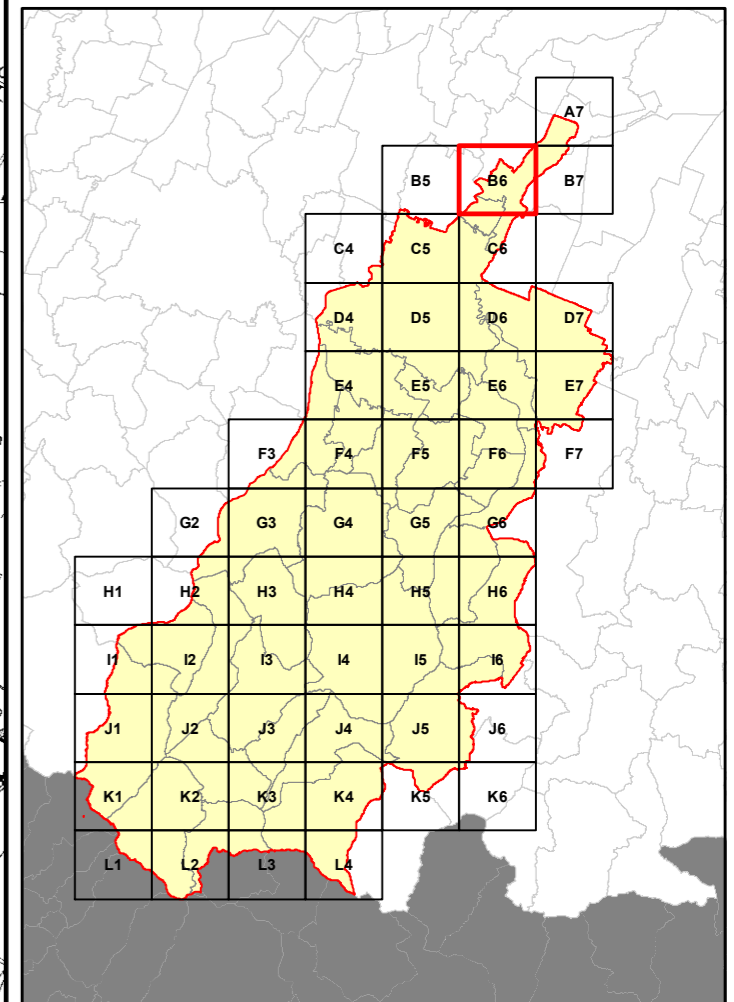 A7
B5 B6 B7
C4 C5 C6
D4 D5 D6 D7
E4 E5 E6 E7
F3 F4 F5 F6 F7
G2 G3 G4 G5 G6
H1 H2 H3 H4 H5 H6
I1 I2 I3 I4 I5 I6
J1 J2 J3 J4 J5 J6
K1 K2 K3 K4 K5 K6
L1 L2 L3 L4